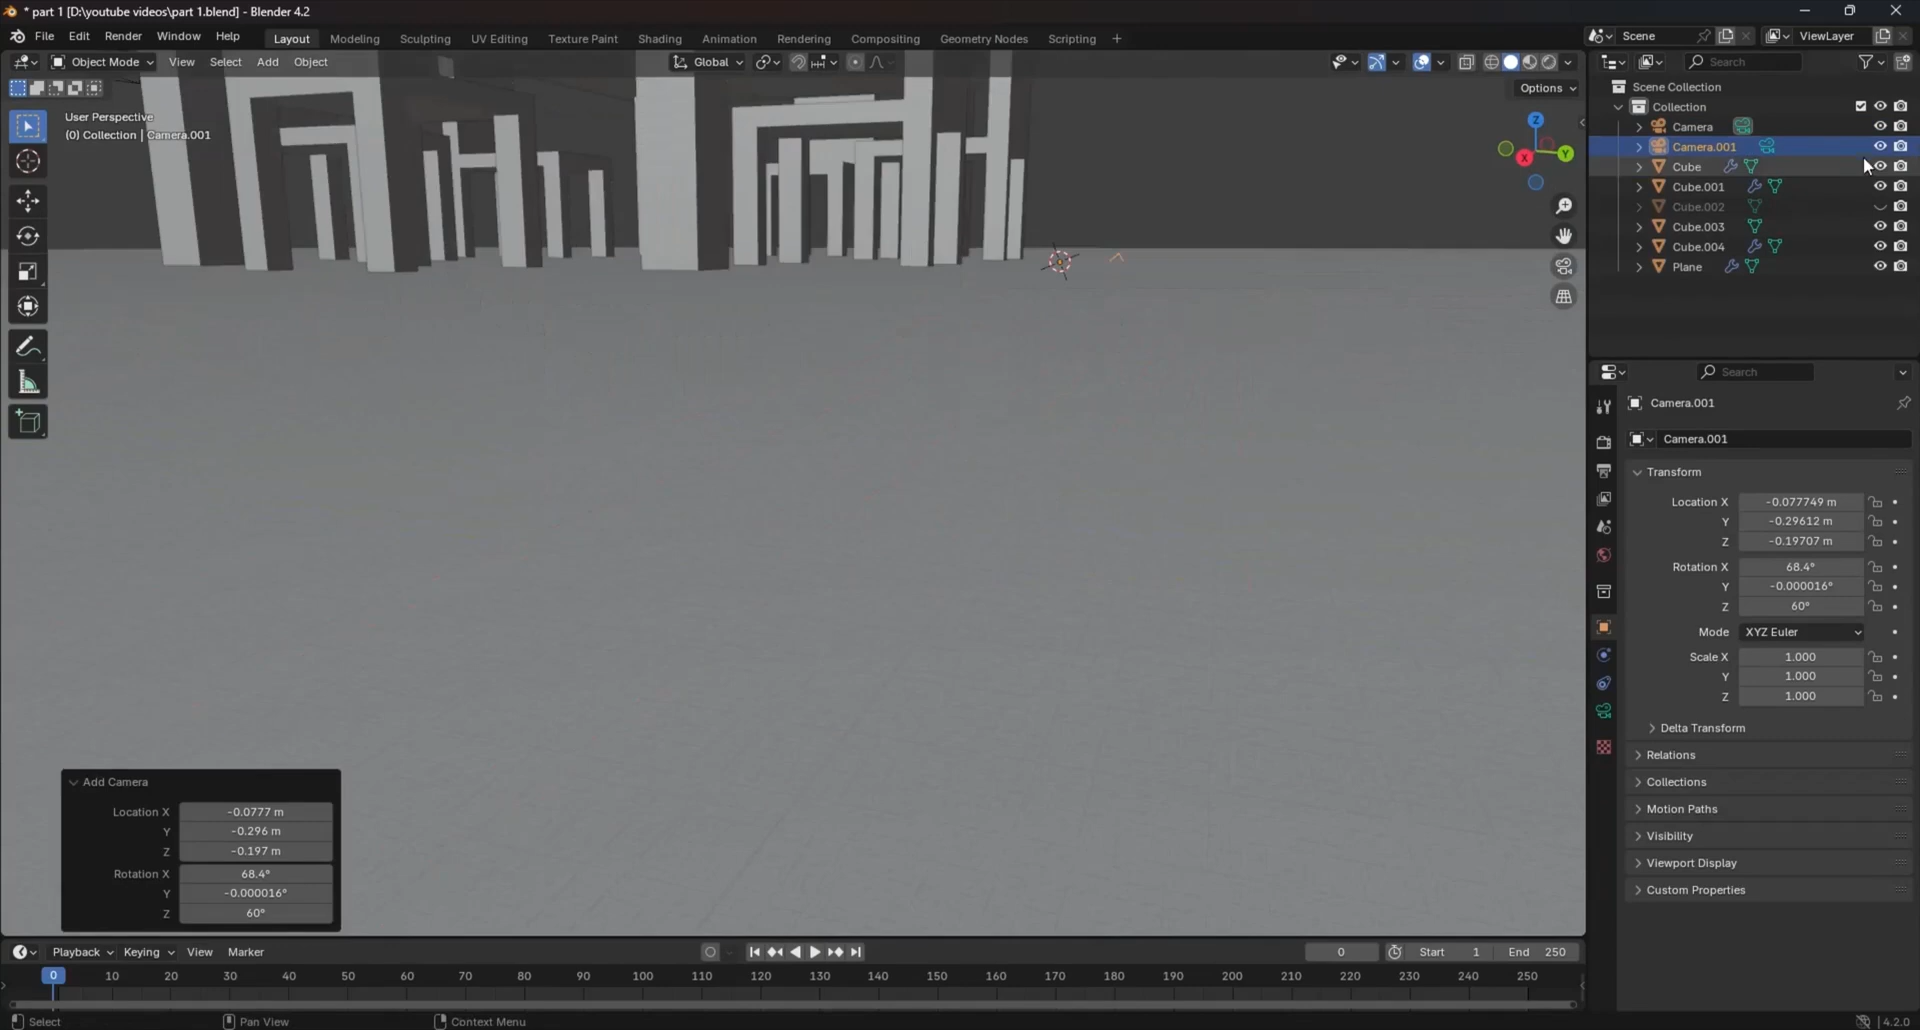 * part 1 [D:\youtube videos\part 1.blend] - Blender 4.2
File Edit Render Window Help
Layout Modeling Sculpting UV Editing Texture Paint Shading Animation Rendering Compositing Geometry Nodes Scripting +
Scene
ViewLayer
Object Mode View Select Add Object
Global
Search
Options
User Perspective
(0) Collection | Camera.001
Z
Y
X
Scene Collection
Collection
Camera
Camera.001
Cube
Cube.001
Cube.002
Cube.003
Cube.004
Plane
Search
Camera.001
Camera.001
Transform
Location X -0.077749 m
Y -0.29612 m
Z -0.19707 m
Rotation X 68.4°
Y -0.000016°
Z 60°
Mode XYZ Euler
Scale X 1.000
Y 1.000
Z 1.000
Delta Transform
Relations
Collections
Motion Paths
Visibility
Viewport Display
Custom Properties
Add Camera
Location X -0.0777 m
Y -0.296 m
Z -0.197 m
Rotation X 68.4°
Y -0.000016°
Z 60°
Playback Keying View Marker
0 Start 1 End 250
0 10 20 30 40 50 60 70 80 90 100 110 120 130 140 150 160 170 180 190 200 210 220 230 240 250
Select Pan View Context Menu
4.2.0